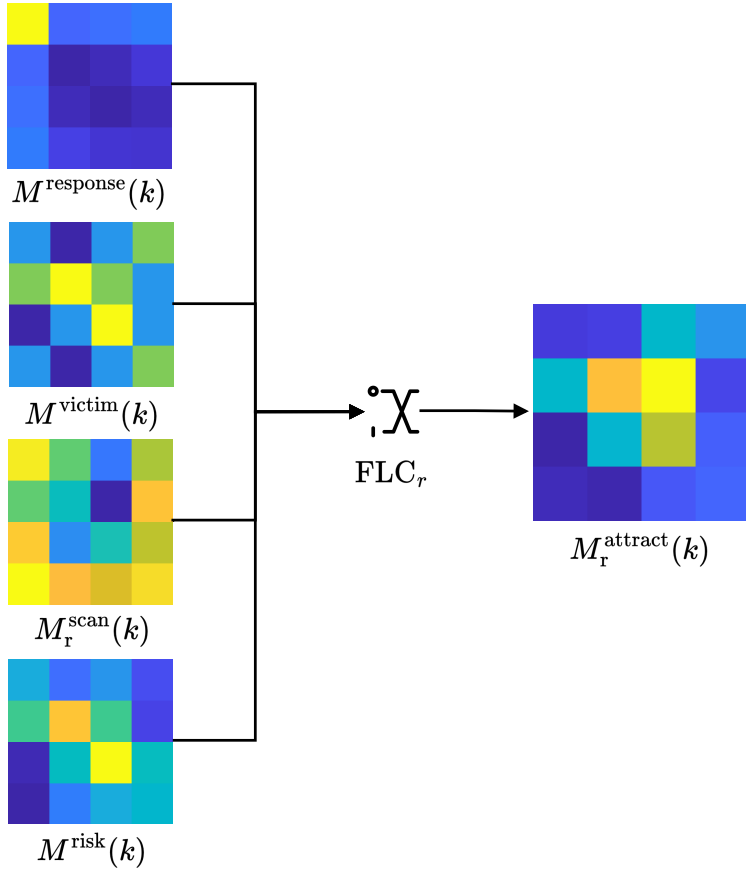 M^response(k)
M^victim(k)
M_r^scan(k)
M^risk(k)
FLC_r
M_r^attract(k)